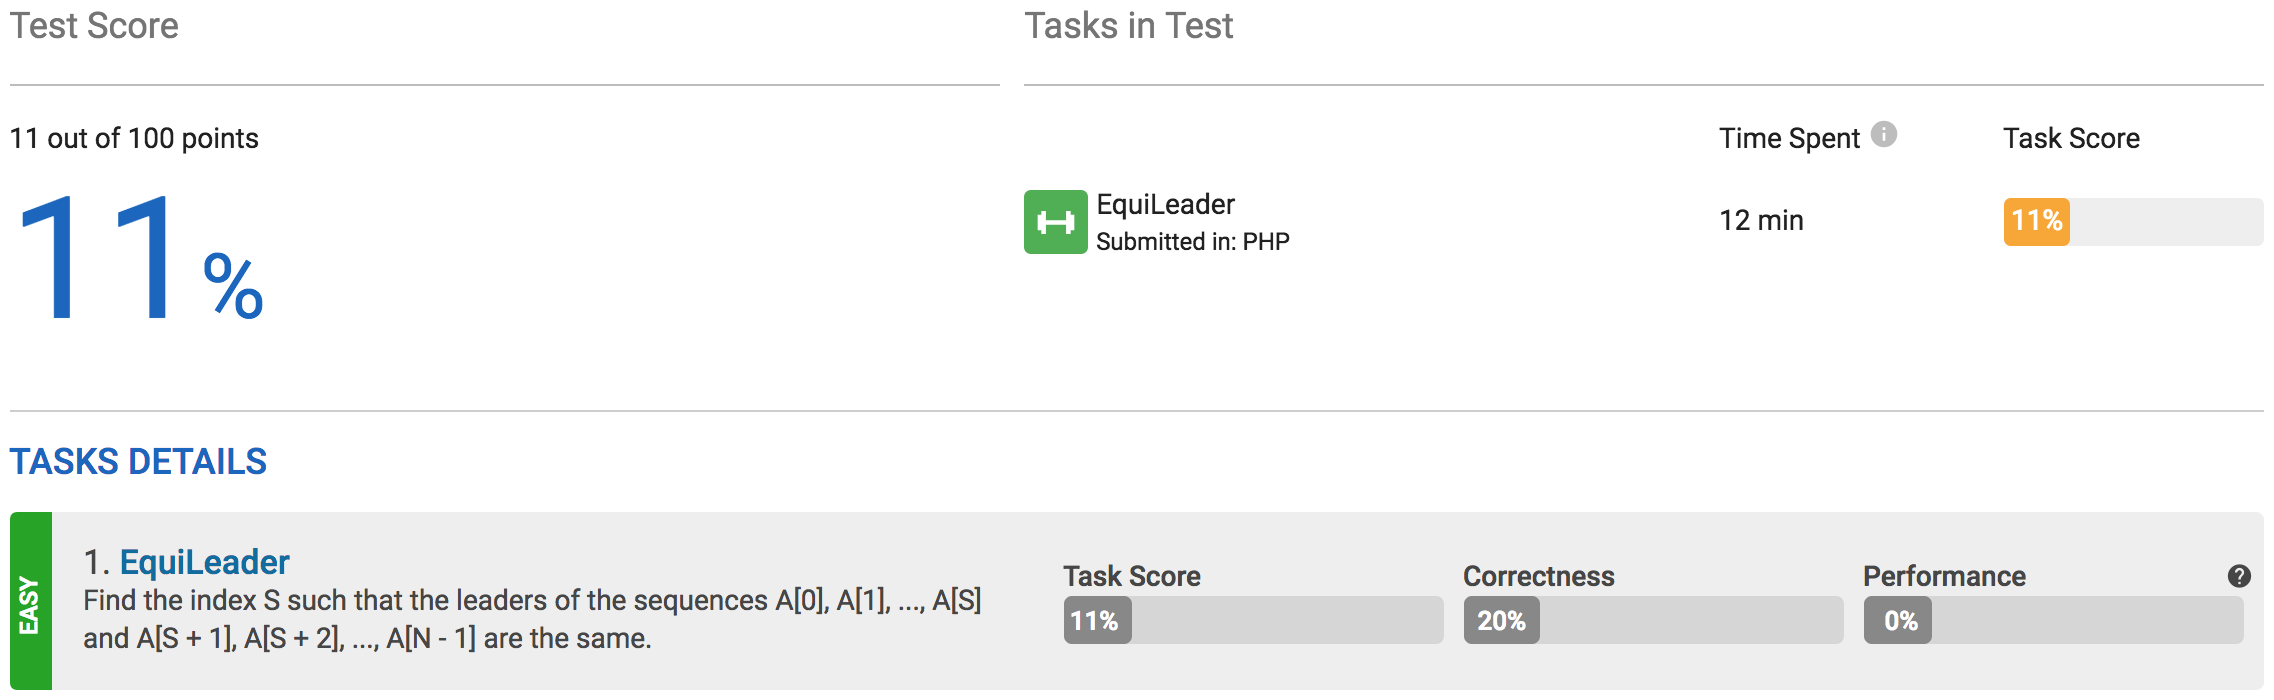 Test Score
Tasks in Test
11 out of 100 points
Time Spent
Task Score
11%
EquiLeader
Submitted in: PHP
12 min
11%
TASKS DETAILS
EASY
1. EquiLeader
Find the index S such that the leaders of the sequences A[0], A[1], ..., A[S]
and A[S + 1], A[S + 2], ..., A[N - 1] are the same.
Task Score
Correctness
Performance
11%
20%
0%